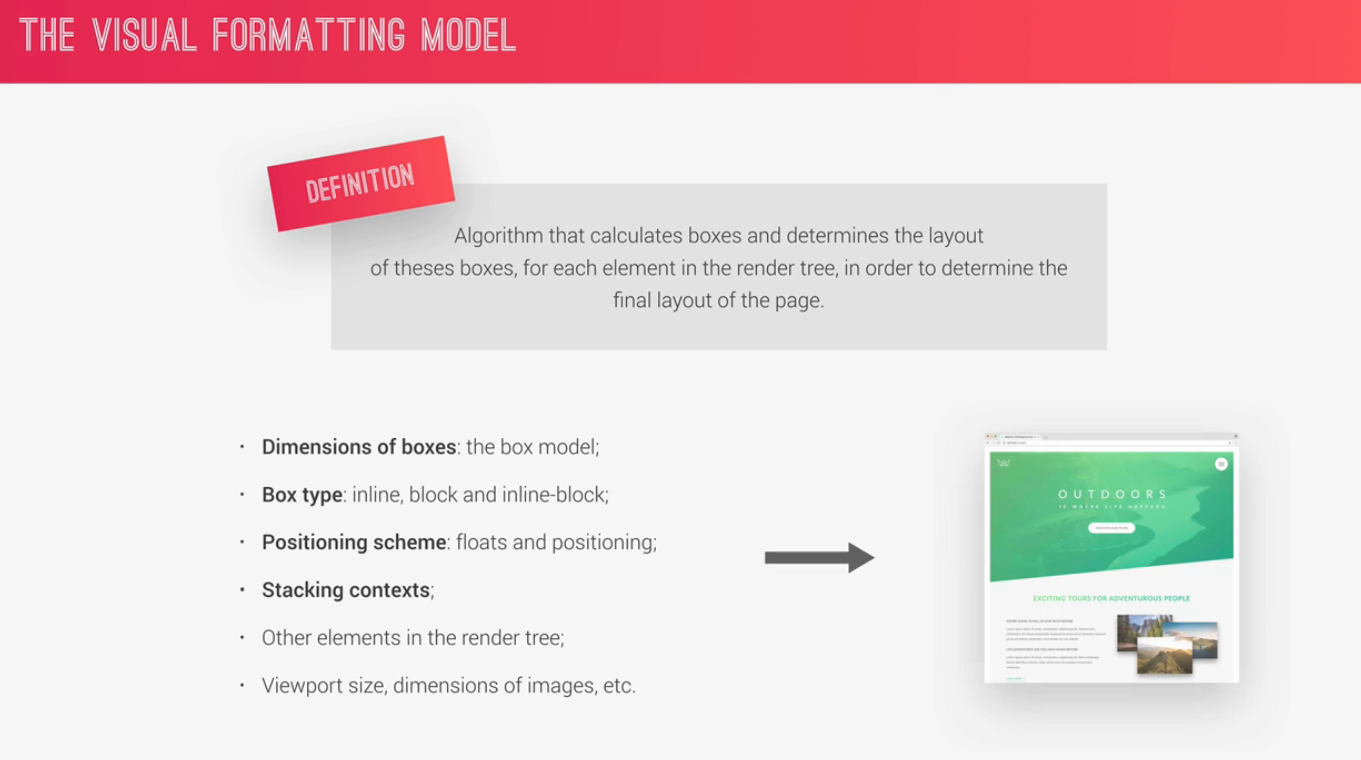 THE VISUAL FORMATTING MODEL
DEFINITION
Algorithm that calculates boxes and determines the layout
of theses boxes, for each element in the render tree, in order to determine the
final layout of the page.
• Dimensions of boxes: the box model;
• Box type: inline, block and inline-block;
• Positioning scheme: floats and positioning;
• Stacking contexts;
• Other elements in the render tree;
• Viewport size, dimensions of images, etc.
OUTDOORS
IS WHERE LIFE HAPPENS
EXCITING TOURS FOR ADVENTUROUS PEOPLE